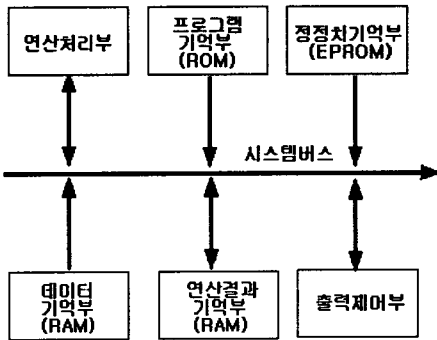 연산처리부
프로그램
기억부
(ROM)
정정치기억부
(EPROM)
시스템버스
데이터
기억부
(RAM)
연산결과
기억부
(RAM)
출력제어부